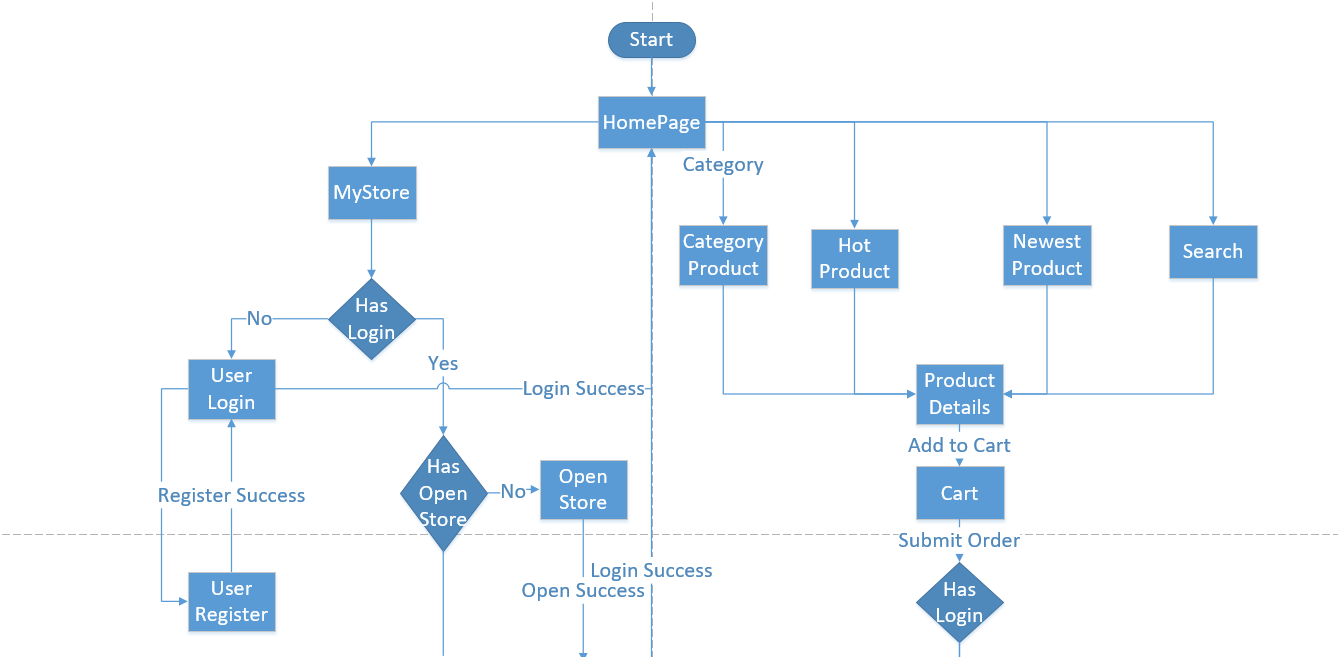 Start
HomePage
Category
MyStore
Category
Product
Hot
Product
Newest
Product
Search
Has
Login
No
Yes
User
Login
Login Success
Product
Details
Add to Cart
Has
Open
Store
No
Open
Store
Cart
Register Success
Submit Order
Login Success
Open Success
User
Register
Has
Login